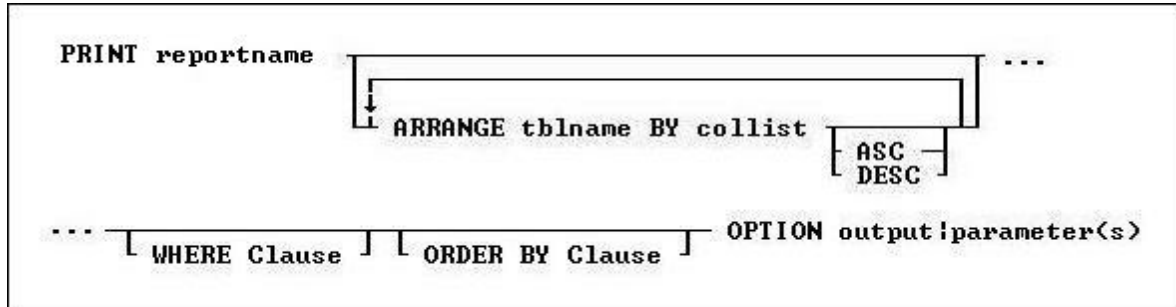 PRINT reportname ...
ARRANGE tblname BY collist
ASC
DESC
... OPTION output|parameter(s)
WHERE Clause ORDER BY Clause